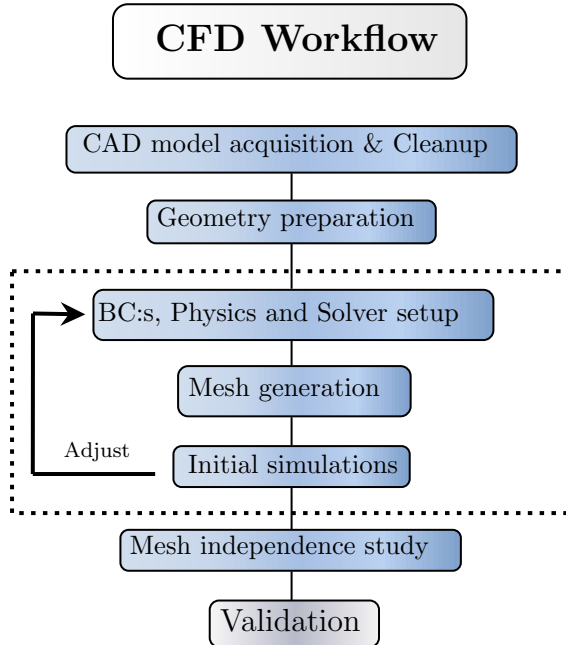 CFD Workflow
CAD model acquisition & Cleanup
Geometry preparation
BC:s, Physics and Solver setup
Mesh generation
Adjust
Initial simulations
Mesh independence study
Validation